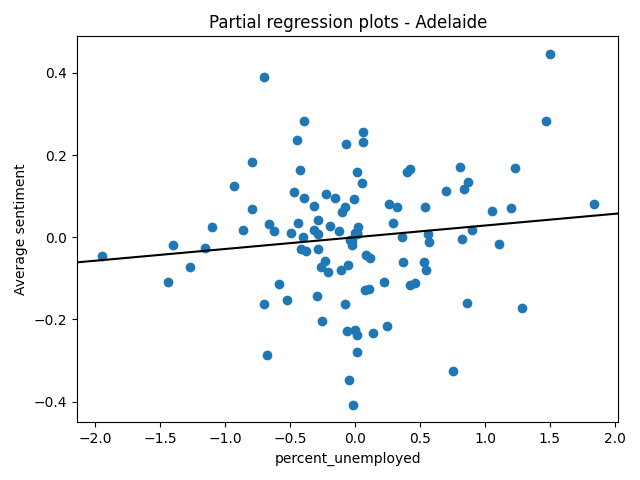 Partial regression plots - Adelaide
Average sentiment
0.4
0.2
0.0
−0.2
−0.4
−2.0 −1.5 −1.0 −0.5 0.0 0.5 1.0 1.5 2.0
percent_unemployed